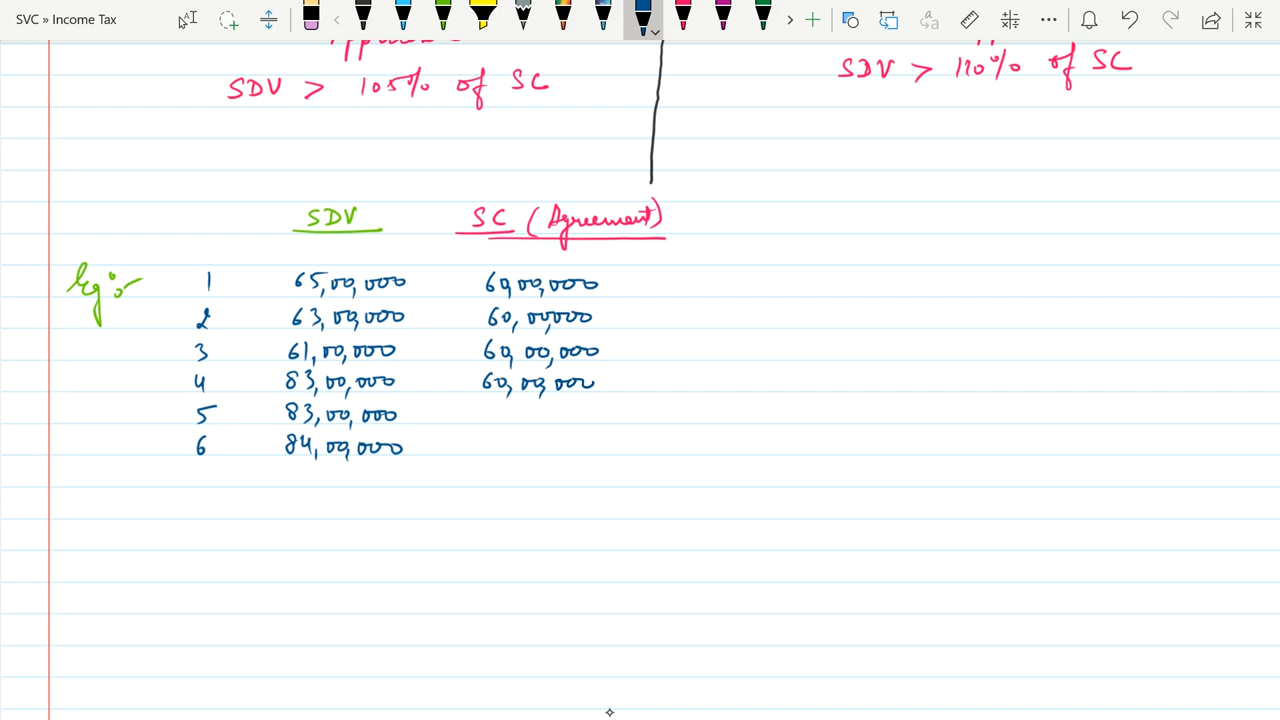 SVC » Income Tax
SDV > 105% of SC
SDV > 110% of SC
SDV SC (Agreement)
Eg:- 1 65,00,000 60,00,000
2 63,00,000 60,00,000
3 61,00,000 60,00,000
4 83,00,000 60,00,000
5 83,00,000
6 84,00,000